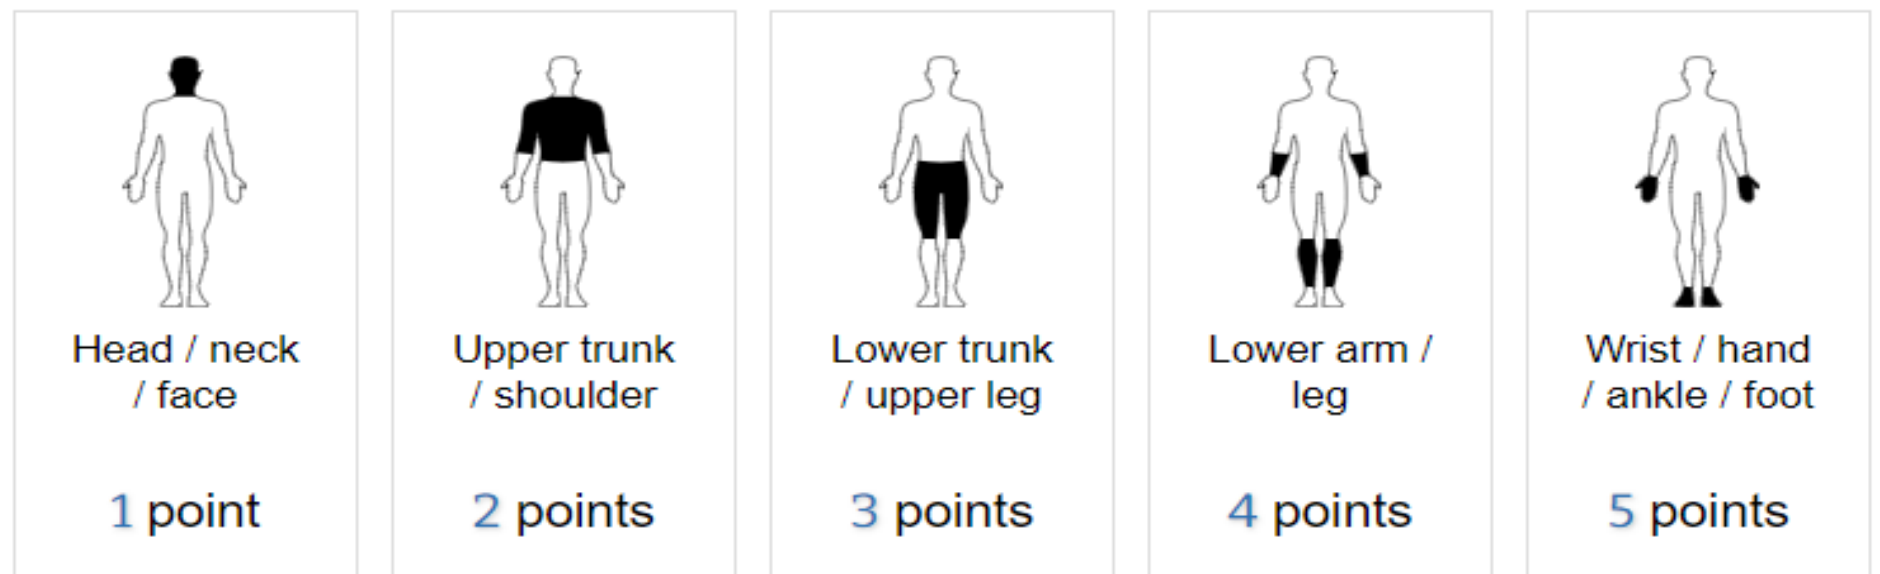 Head / neck
/ face
1 point
Upper trunk
/ shoulder
2 points
Lower trunk
/ upper leg
3 points
Lower arm /
leg
4 points
Wrist / hand
/ ankle / foot
5 points